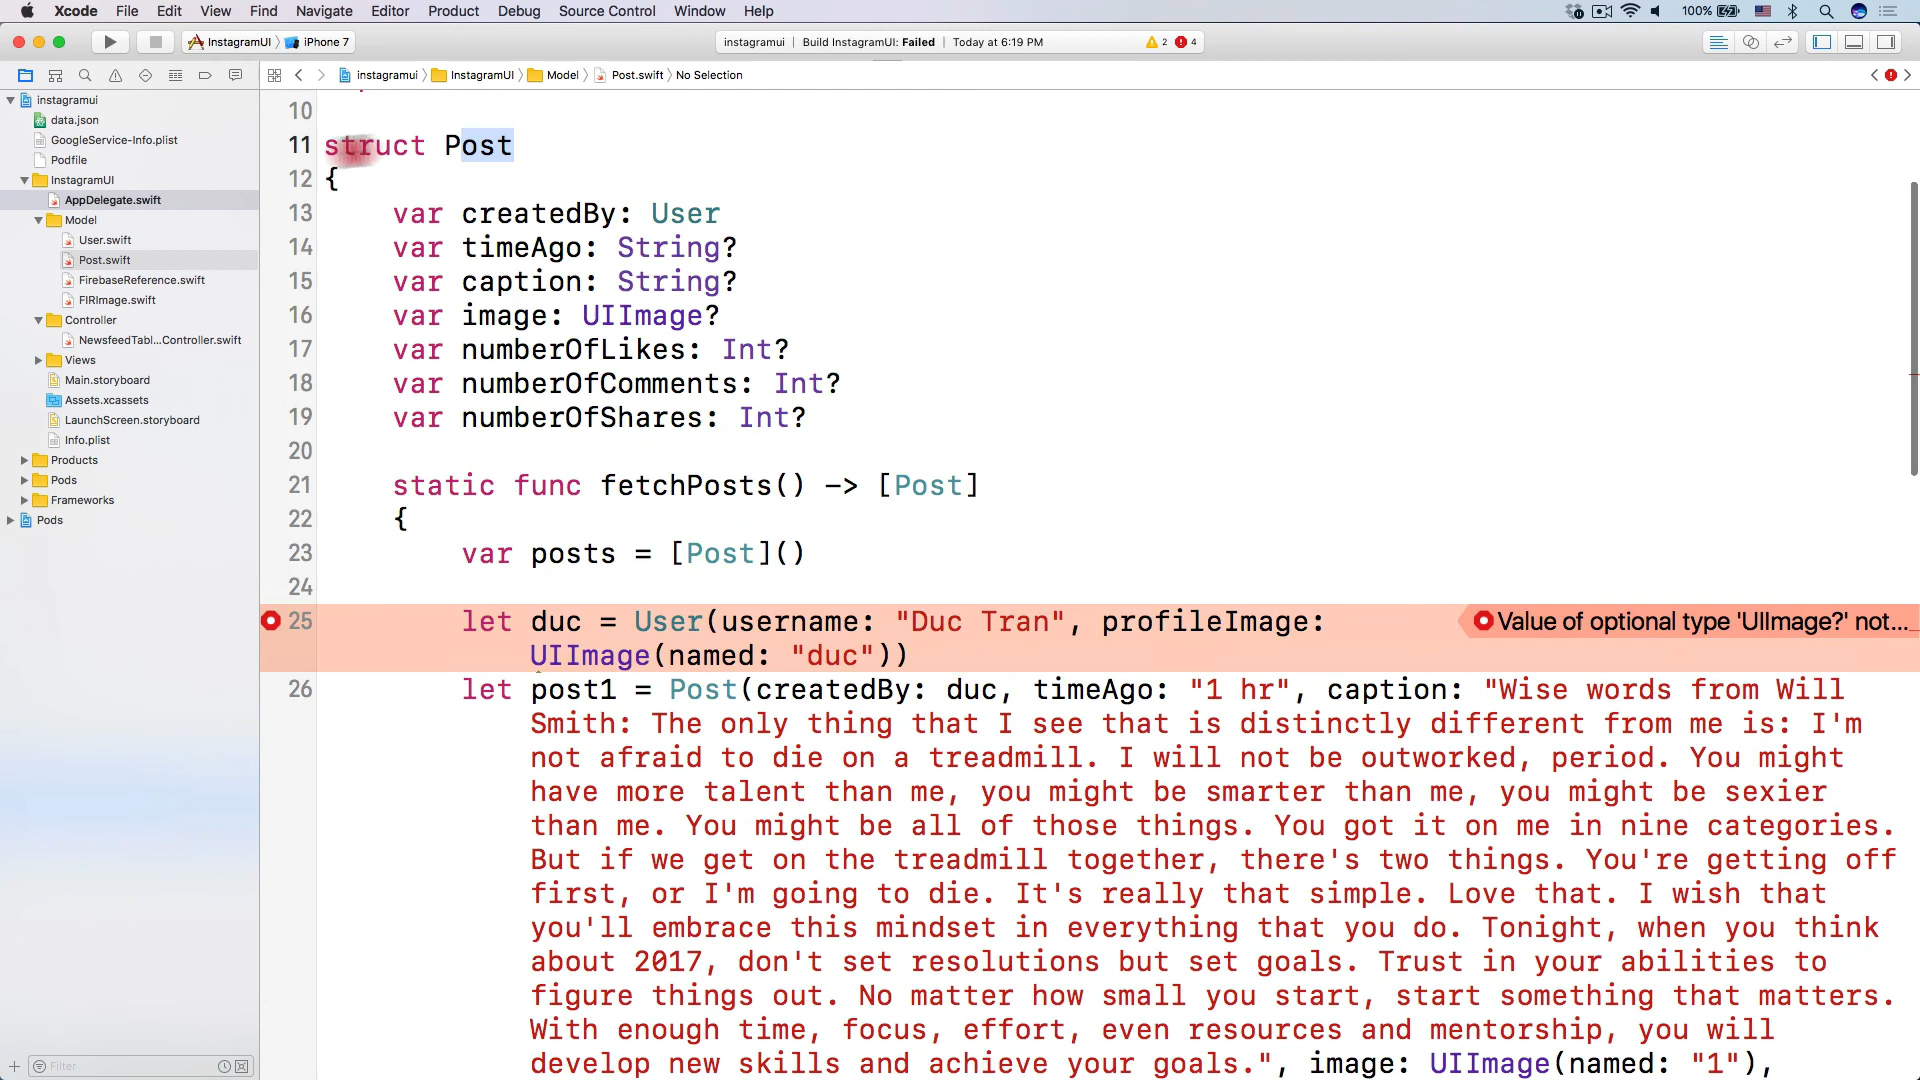 Xcode File Edit View Find Navigate Editor Product Debug Source Control Window Help 100%
InstagramUI iPhone 7 instagramui | Build InstagramUI: Failed | Today at 6:19 PM 2 4
instagramui InstagramUI Model Post.swift No Selection
instagramui
data.json
GoogleService-Info.plist
Podfile
InstagramUI
AppDelegate.swift
Model
User.swift
Post.swift
FirebaseReference.swift
FIRImage.swift
Controller
NewsfeedTabl...Controller.swift
Views
Main.storyboard
Assets.xcassets
LaunchScreen.storyboard
Info.plist
Products
Pods
Frameworks
Pods
Filter
10
11 struct Post
12 {
13 var createdBy: User
14 var timeAgo: String?
15 var caption: String?
16 var image: UIImage?
17 var numberOfLikes: Int?
18 var numberOfComments: Int?
19 var numberOfShares: Int?
20
21 static func fetchPosts() -> [Post]
22 {
23 var posts = [Post]()
24
25 let duc = User(username: "Duc Tran", profileImage: Value of optional type 'UIImage?' not...
UIImage(named: "duc"))
26 let post1 = Post(createdBy: duc, timeAgo: "1 hr", caption: "Wise words from Will
Smith: The only thing that I see that is distinctly different from me is: I'm
not afraid to die on a treadmill. I will not be outworked, period. You might
have more talent than me, you might be smarter than me, you might be sexier
than me. You might be all of those things. You got it on me in nine categories.
But if we get on the treadmill together, there's two things. You're getting off
first, or I'm going to die. It's really that simple. Love that. I wish that
you'll embrace this mindset in everything that you do. Tonight, when you think
about 2017, don't set resolutions but set goals. Trust in your abilities to
figure things out. No matter how small you start, start something that matters.
With enough time, focus, effort, even resources and mentorship, you will
develop new skills and achieve your goals.", image: UIImage(named: "1"),